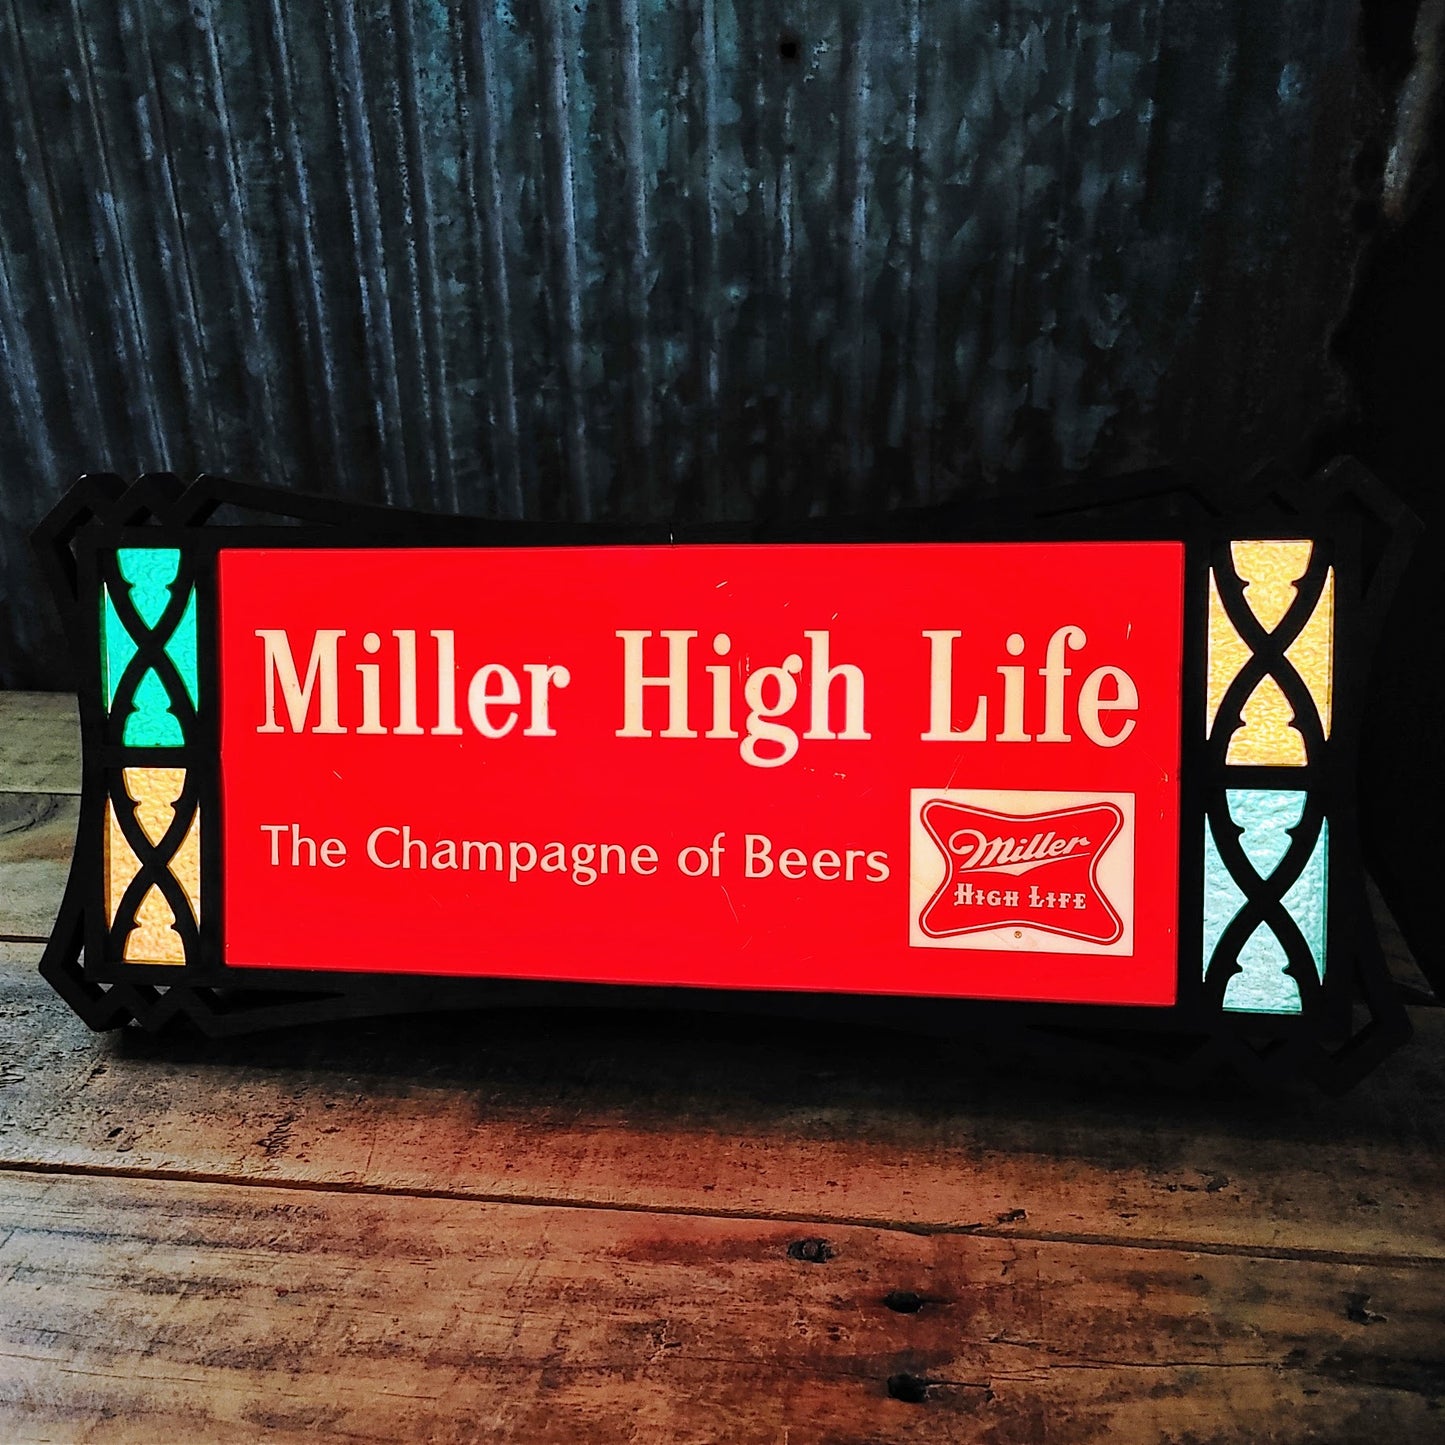 Miller High Life
The Champagne of Beers
Miller
HIGH LIFE